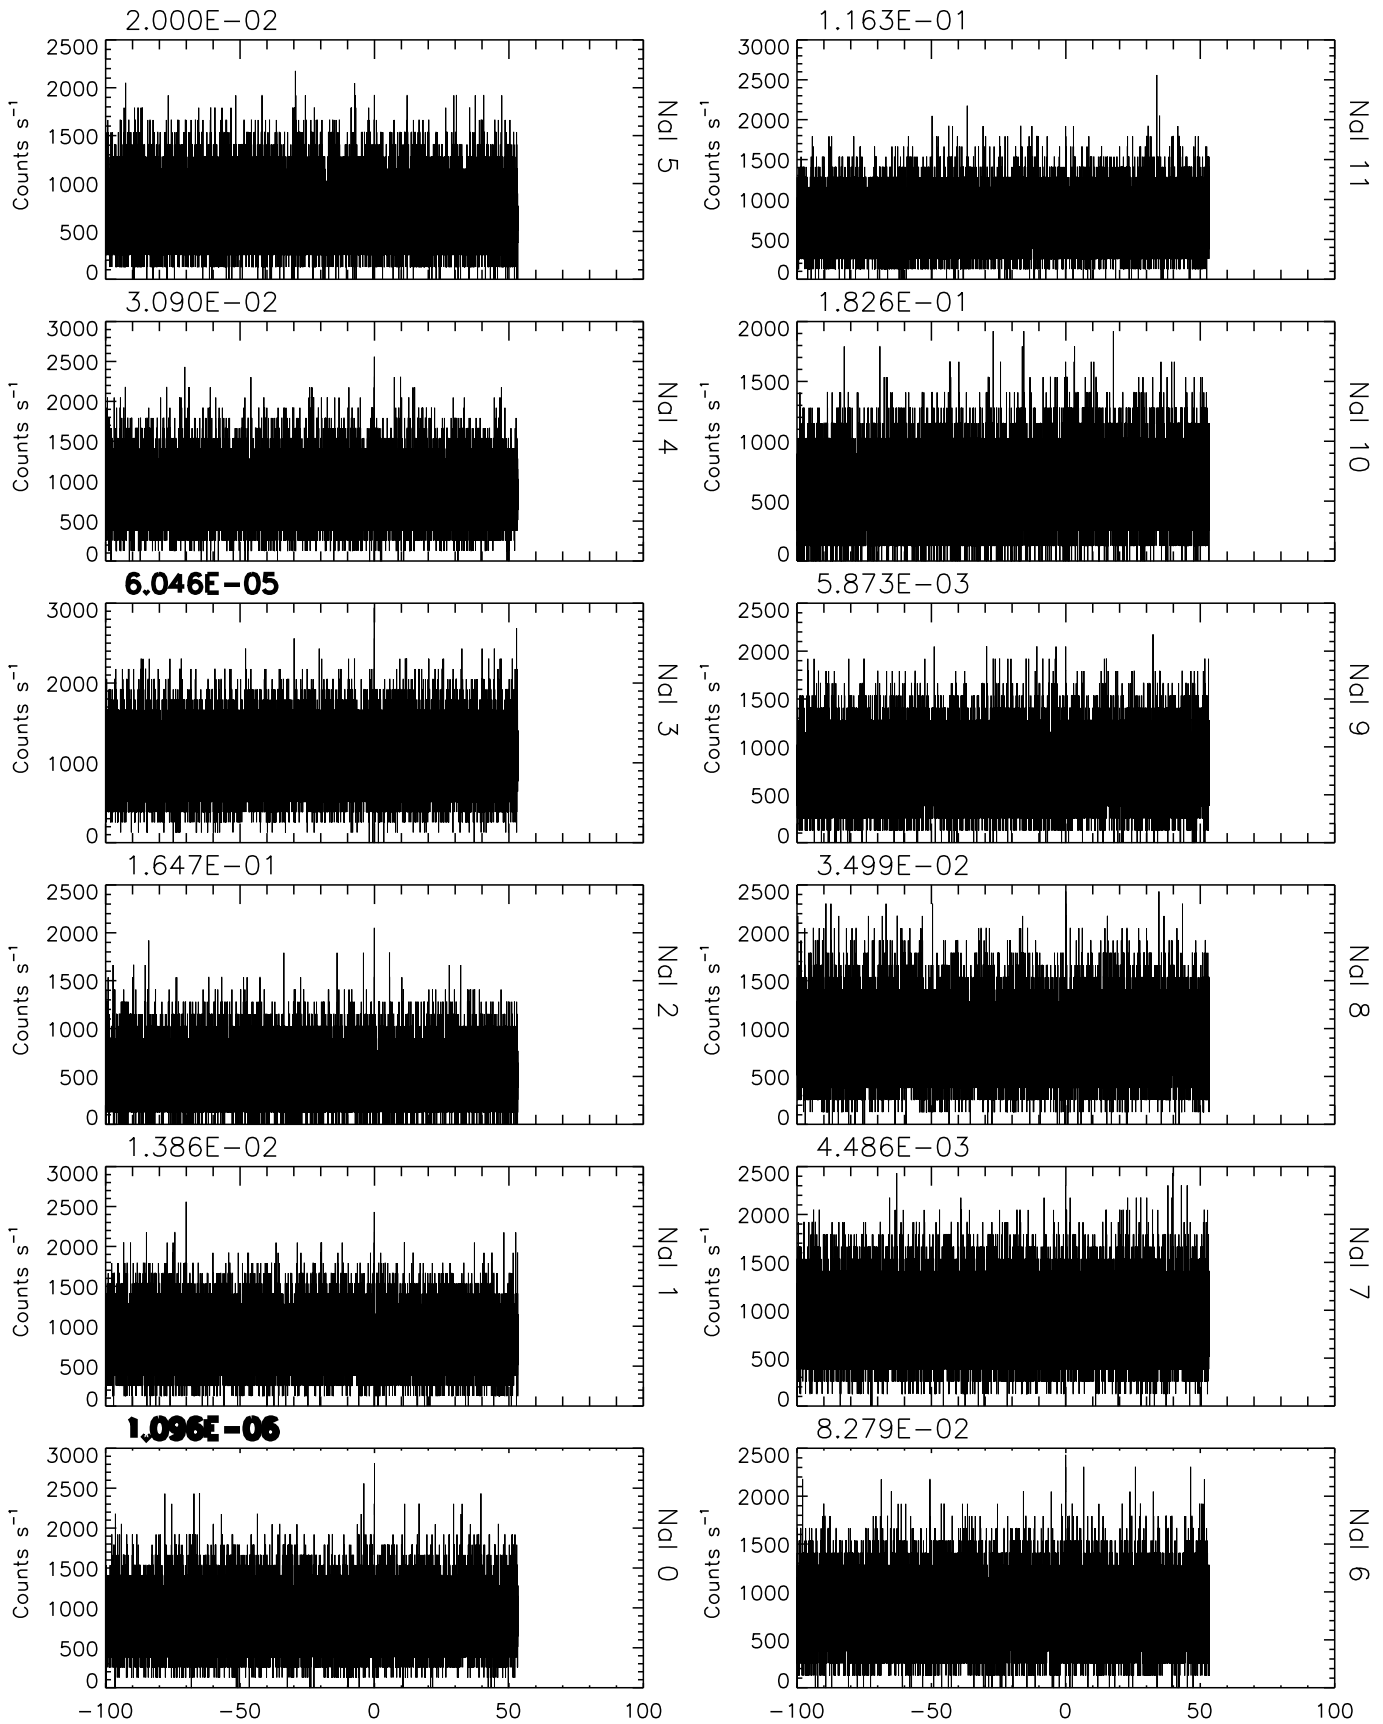 2.000E−02
2500
2000
1500
1000
500
0
Counts s⁻¹
NaI 5
1.163E−01
3000
2500
2000
1500
1000
500
0
Counts s⁻¹
NaI 11
3.090E−02
3000
2500
2000
1500
1000
500
0
Counts s⁻¹
NaI 4
1.826E−01
2000
1500
1000
500
0
Counts s⁻¹
NaI 10
6.046E−05
3000
2000
1000
0
Counts s⁻¹
NaI 3
5.873E−03
2500
2000
1500
1000
500
0
Counts s⁻¹
NaI 9
1.647E−01
2500
2000
1500
1000
500
0
Counts s⁻¹
NaI 2
3.499E−02
2500
2000
1500
1000
500
0
Counts s⁻¹
NaI 8
1.386E−02
3000
2500
2000
1500
1000
500
0
Counts s⁻¹
NaI 1
4.486E−03
2500
2000
1500
1000
500
0
Counts s⁻¹
NaI 7
1.096E−06
3000
2500
2000
1500
1000
500
0
Counts s⁻¹
NaI 0
8.279E−02
2500
2000
1500
1000
500
0
Counts s⁻¹
NaI 6
−100 −50 0 50 100
−100 −50 0 50 100